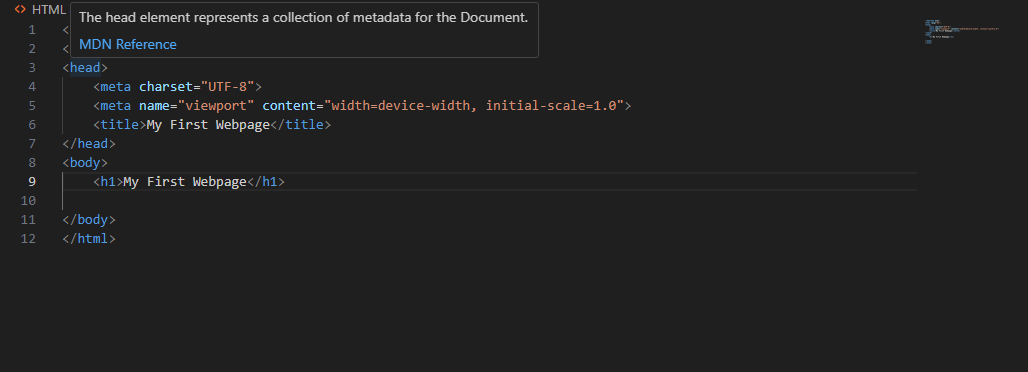 <> HTML
The head element represents a collection of metadata for the Document.
MDN Reference
1 <
2 <
3 <head>
4 <meta charset="UTF-8">
5 <meta name="viewport" content="width=device-width, initial-scale=1.0">
6 <title>My First Webpage</title>
7 </head>
8 <body>
9 <h1>My First Webpage</h1>
10
11 </body>
12 </html>